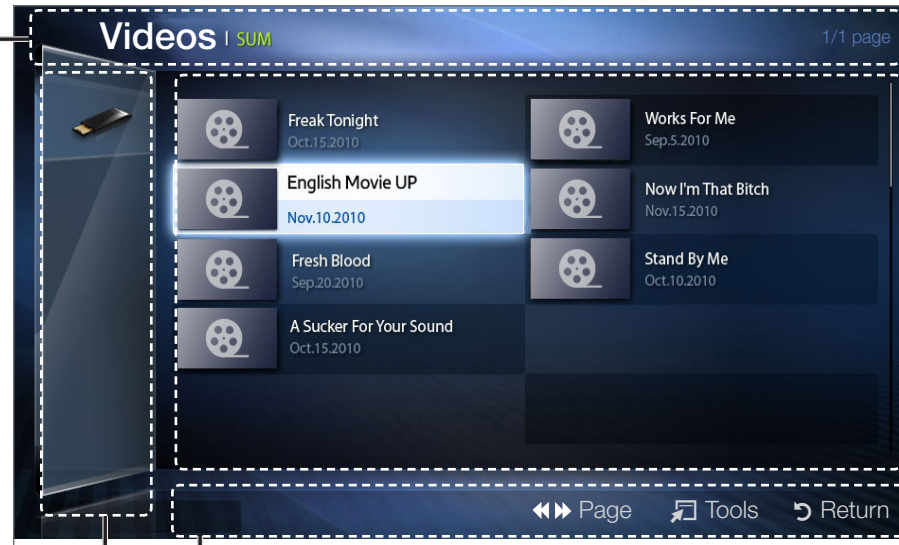 Videos | SUM
1/1 page
Freak Tonight
Oct.15.2010
Works For Me
Sep.5.2010
English Movie UP
Nov.10.2010
Now I'm That Bitch
Nov.15.2010
Fresh Blood
Sep.20.2010
Stand By Me
Oct.10.2010
A Sucker For Your Sound
Oct.15.2010
Page
Tools
Return